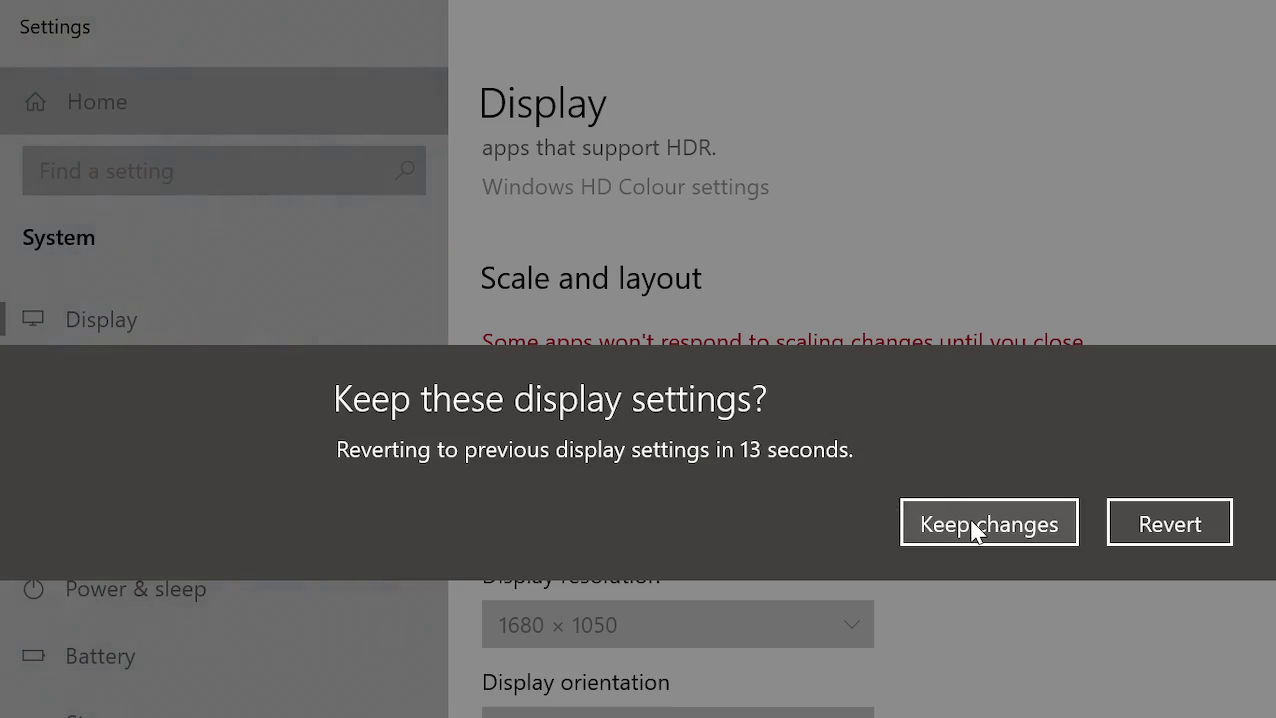 Settings
Home
Find a setting
System
Display
Power & sleep
Battery
Display
apps that support HDR.
Windows HD Colour settings
Scale and layout
Some apps won't respond to scaling changes until you close
Keep these display settings?
Reverting to previous display settings in 13 seconds.
Keep changes
Revert
Display resolution
1680 × 1050
Display orientation